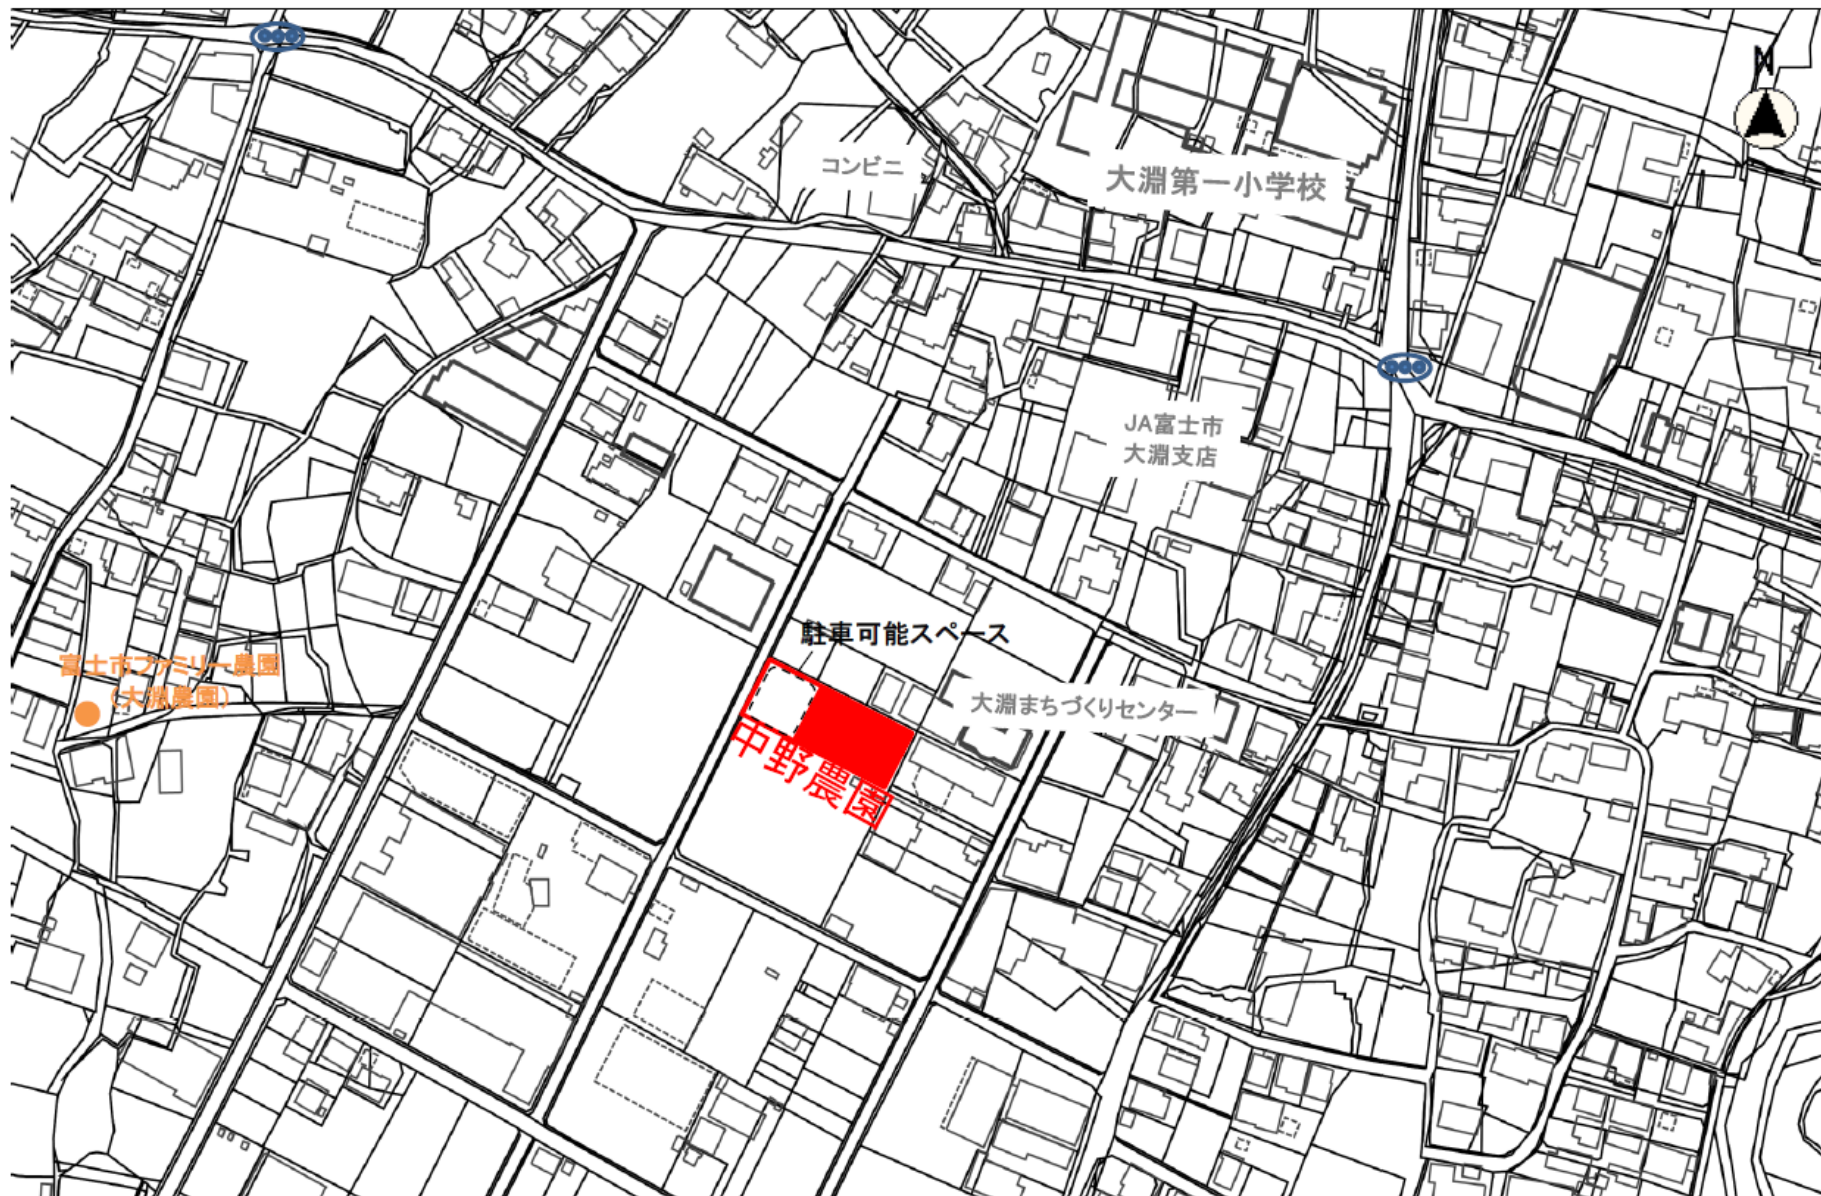 N
コンビニ
大淵第一小学校
JA富士市
大淵支店
駐車可能スペース
富士市ファミリー農園
（大淵農園）
大淵まちづくりセンター
中野農園